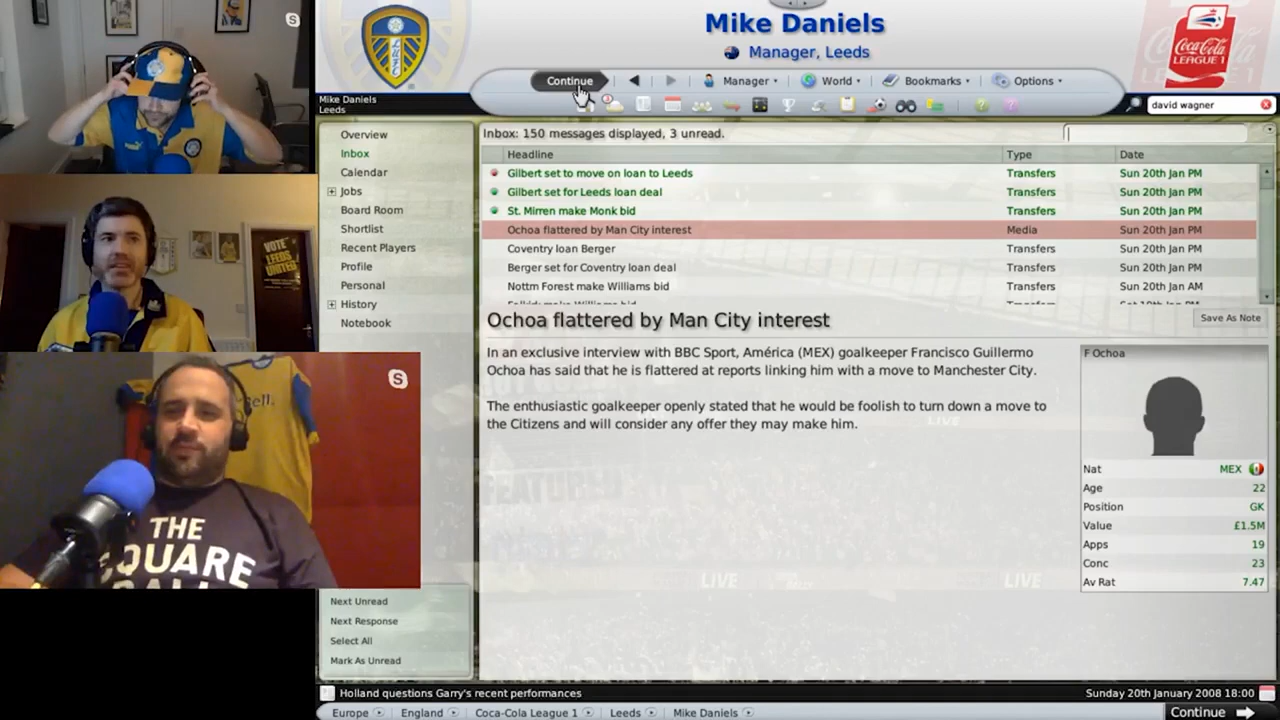 Mike Daniels
Manager, Leeds
Continue
Manager
World
Bookmarks
Options
Coca-Cola
LEAGUE 1
Mike Daniels
Leeds
david wagner
Overview
Inbox
Calendar
Jobs
Board Room
Shortlist
Recent Players
Profile
Personal
History
Notebook
Next Unread
Next Response
Select All
Mark As Unread
Inbox: 150 messages displayed, 3 unread.
Headline Type Date
Gilbert set to move on loan to Leeds Transfers Sun 20th Jan PM
Gilbert set for Leeds loan deal Transfers Sun 20th Jan PM
St. Mirren make Monk bid Transfers Sun 20th Jan PM
Ochoa flattered by Man City interest Media Sun 20th Jan PM
Coventry loan Berger Transfers Sun 20th Jan PM
Berger set for Coventry loan deal Transfers Sun 20th Jan PM
Nottm Forest make Williams bid Transfers Sun 20th Jan AM
Ochoa flattered by Man City interest
Save As Note
In an exclusive interview with BBC Sport, América (MEX) goalkeeper Francisco Guillermo
Ochoa has said that he is flattered at reports linking him with a move to Manchester City.
The enthusiastic goalkeeper openly stated that he would be foolish to turn down a move to
the Citizens and will consider any offer they may make him.
F Ochoa
Nat MEX
Age 22
Position GK
Value £1.5M
Apps 19
Conc 23
Av Rat 7.47
LIVE
LIVE
LIVE
VOTE
LEEDS
UNITED
THE
SQUARE
Holland questions Garry's recent performances
Sunday 20th January 2008 18:00
Europe England Coca-Cola League 1 Leeds Mike Daniels
Continue